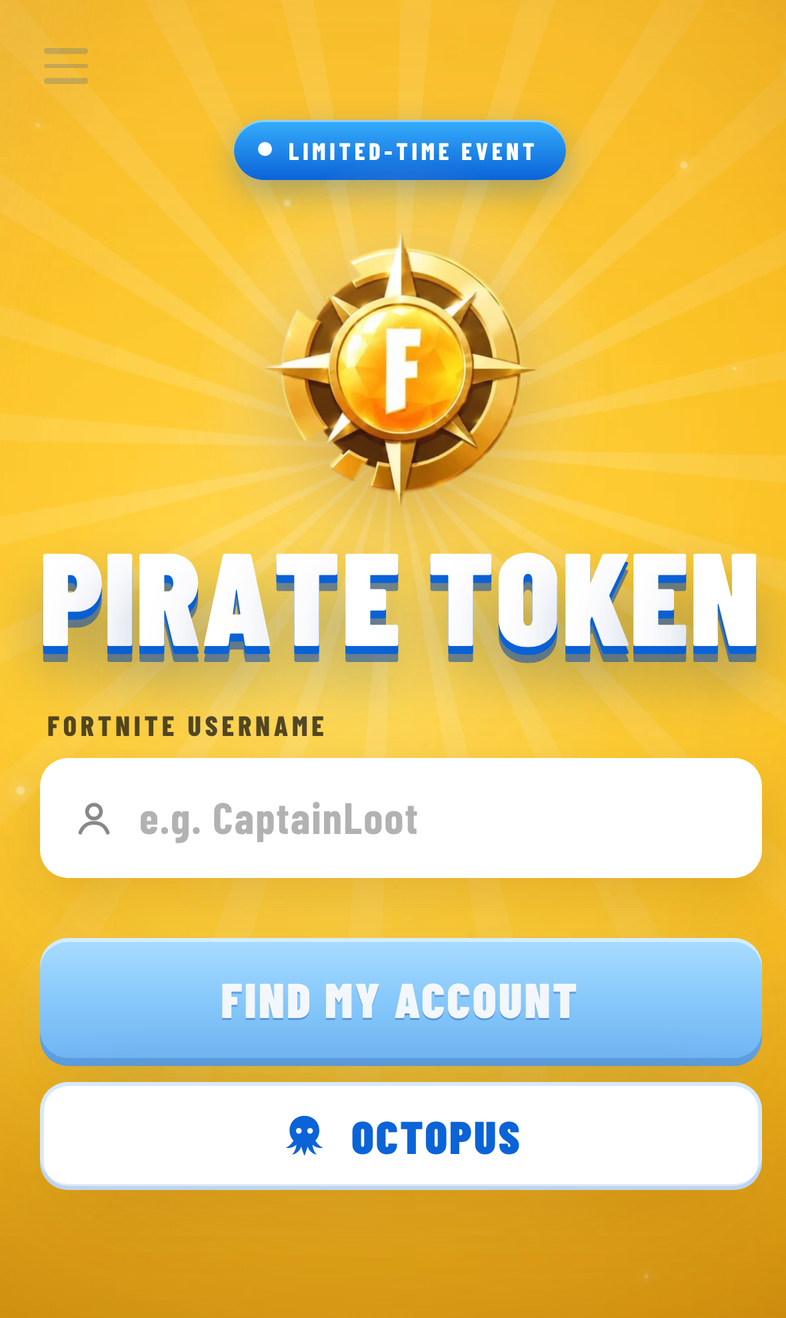 LIMITED-TIME EVENT
F
PIRATE TOKEN
FORTNITE USERNAME
e.g. CaptainLoot
FIND MY ACCOUNT
OCTOPUS